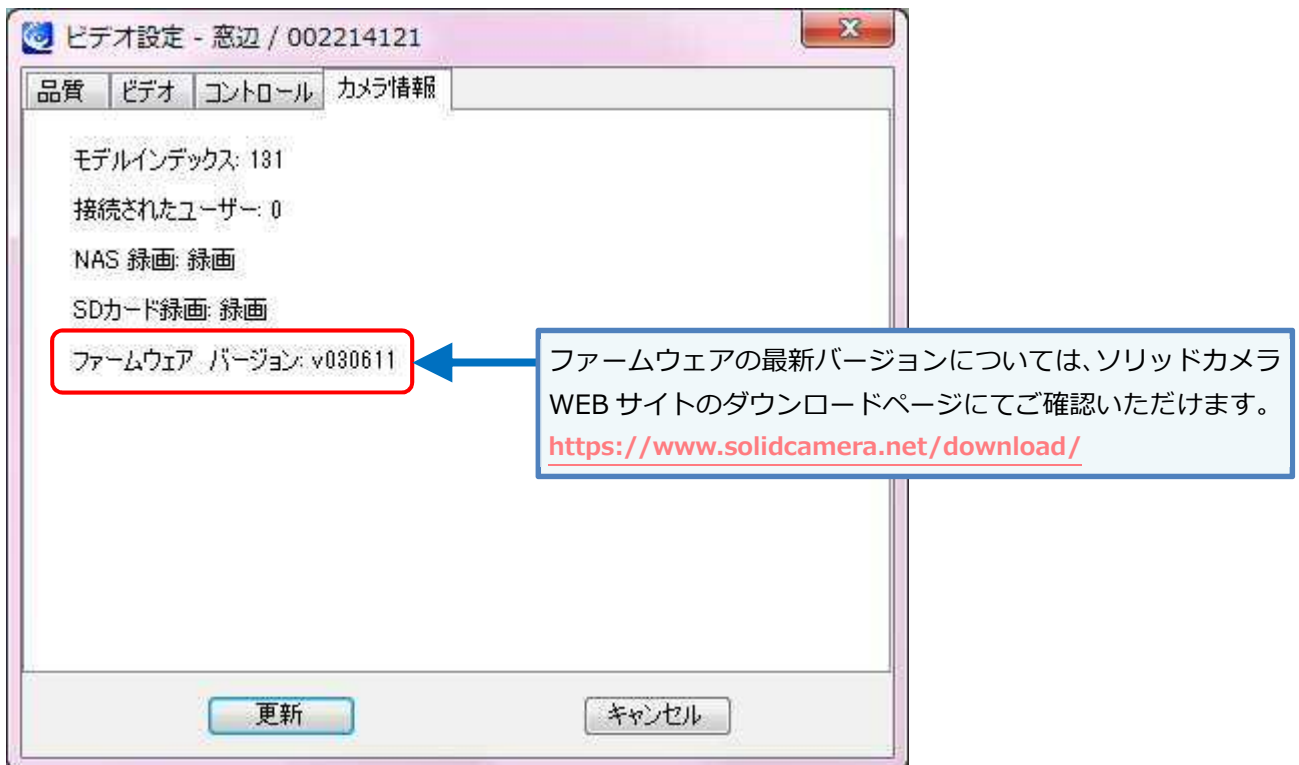 ビデオ設定 - 窓辺 / 002214121
品質 ビデオ コントロール カメラ情報
モデルインデックス: 131
接続されたユーザー: 0
NAS 録画: 録画
SDカード録画: 録画
ファームウェア バージョン: v030611
ファームウェアの最新バージョンについては、ソリッドカメラ
WEB サイトのダウンロードページにてご確認いただけます。
https://www.solidcamera.net/download/
更新 キャンセル